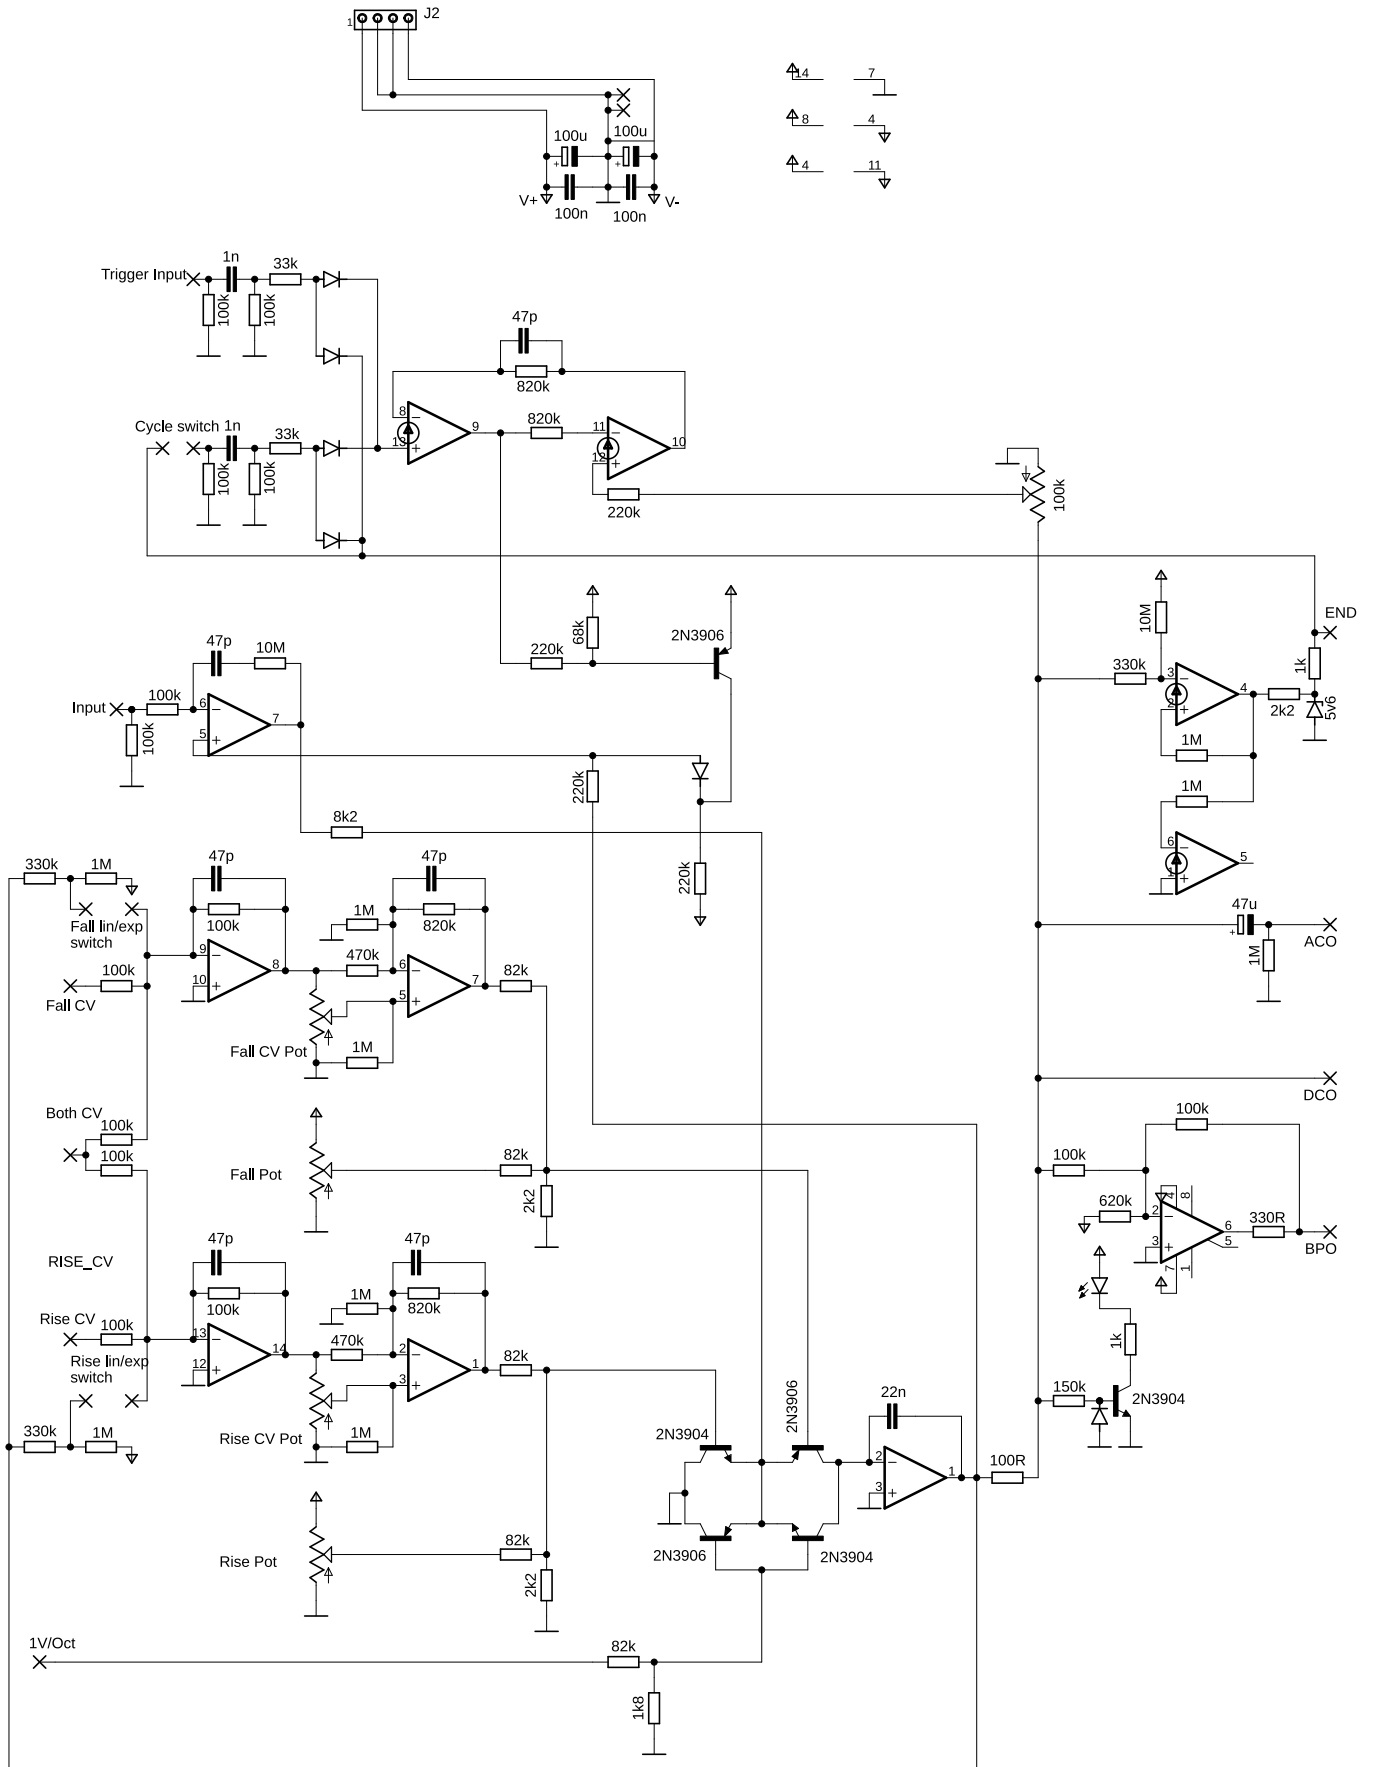 J2
1
14 7
100u 100u
8 4
4 11
V+ V-
100n 100n
1n
Trigger Input
33k
100k
100k
47p
820k
Cycle switch
1n
33k
8
13
9
820k
11
12
10
100k
100k
220k
100k
68k
2N3906
220k
47p
10M
Input
100k
6
5
7
100k
220k
10M
END
330k
3
2
4
1k
2k2
5v6
1M
1M
6
1
5
8k2
220k
330k
1M
47p
47p
Fall lin/exp
switch
100k
1M
820k
9
10
8
470k
6
5
7
82k
100k
Fall CV
Fall CV Pot
1M
47u
ACO
1M
DCO
Both CV
100k
100k
Fall Pot
82k
2k2
100k
100k
620k
2
3
4
8
6
5
7
1
330R
BPO
RISE_CV
47p
47p
100k
1M
820k
Rise CV
100k
13
12
14
470k
2
3
1
82k
Rise lin/exp
switch
330k
1M
Rise CV Pot
1M
1k
150k
2N3904
2N3906
22n
2N3904
2
3
1
100R
Rise Pot
82k
2k2
2N3906
2N3904
1V/Oct
82k
1k8